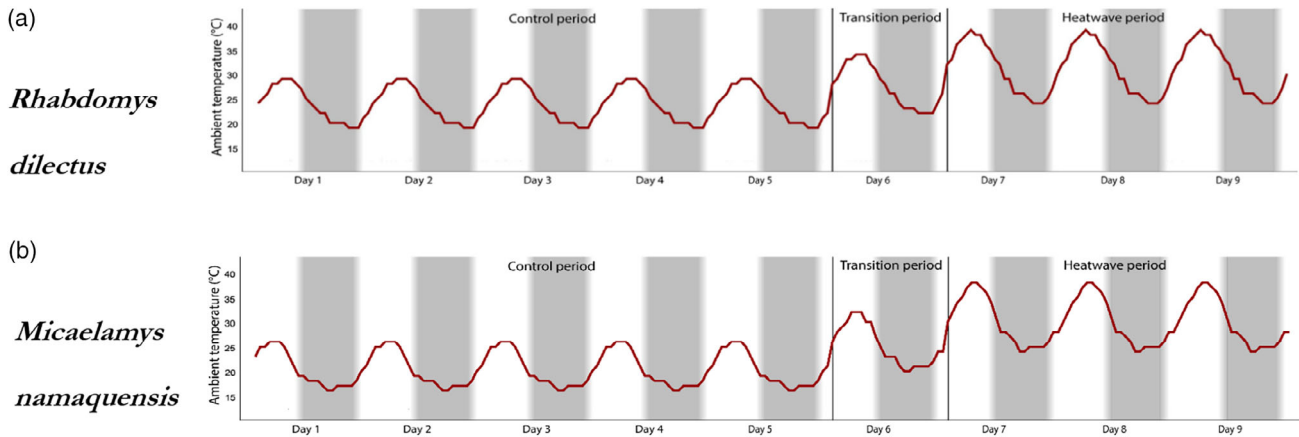 (a)
Rhabdomys
dilectus
Ambient temperature (°C)
40
35
30
25
20
15
Control period
Transition period
Heatwave period
Day 1
Day 2
Day 3
Day 4
Day 5
Day 6
Day 7
Day 8
Day 9
(b)
Micaelamys
namaquensis
Ambient temperature (°C)
40
35
30
25
20
15
Control period
Transition period
Heatwave period
Day 1
Day 2
Day 3
Day 4
Day 5
Day 6
Day 7
Day 8
Day 9